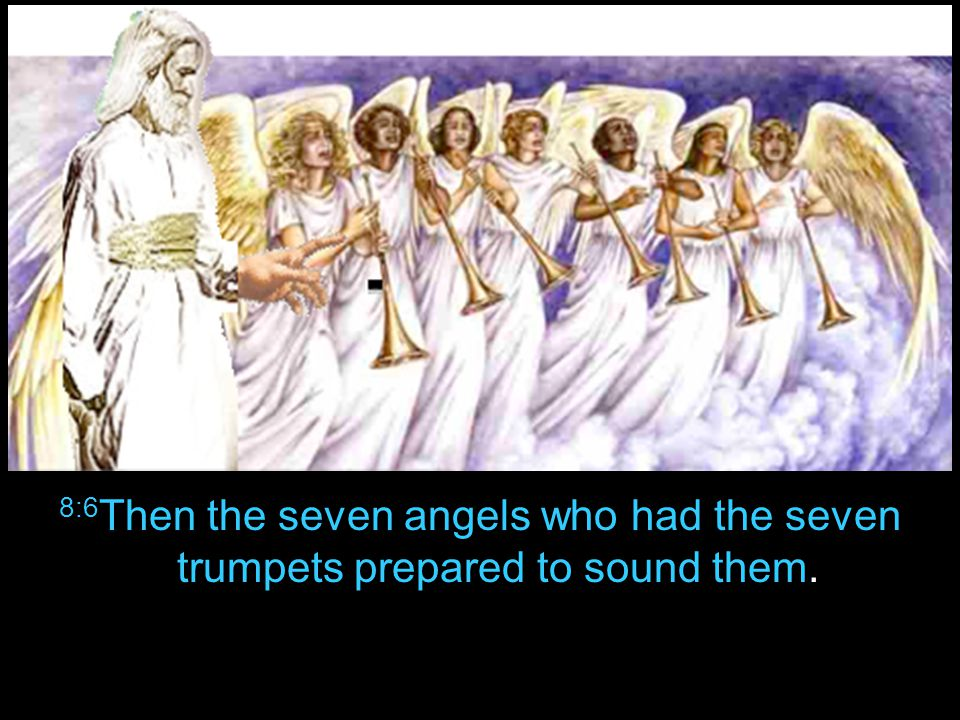 8:6Then the seven angels who had the seven
trumpets prepared to sound them.